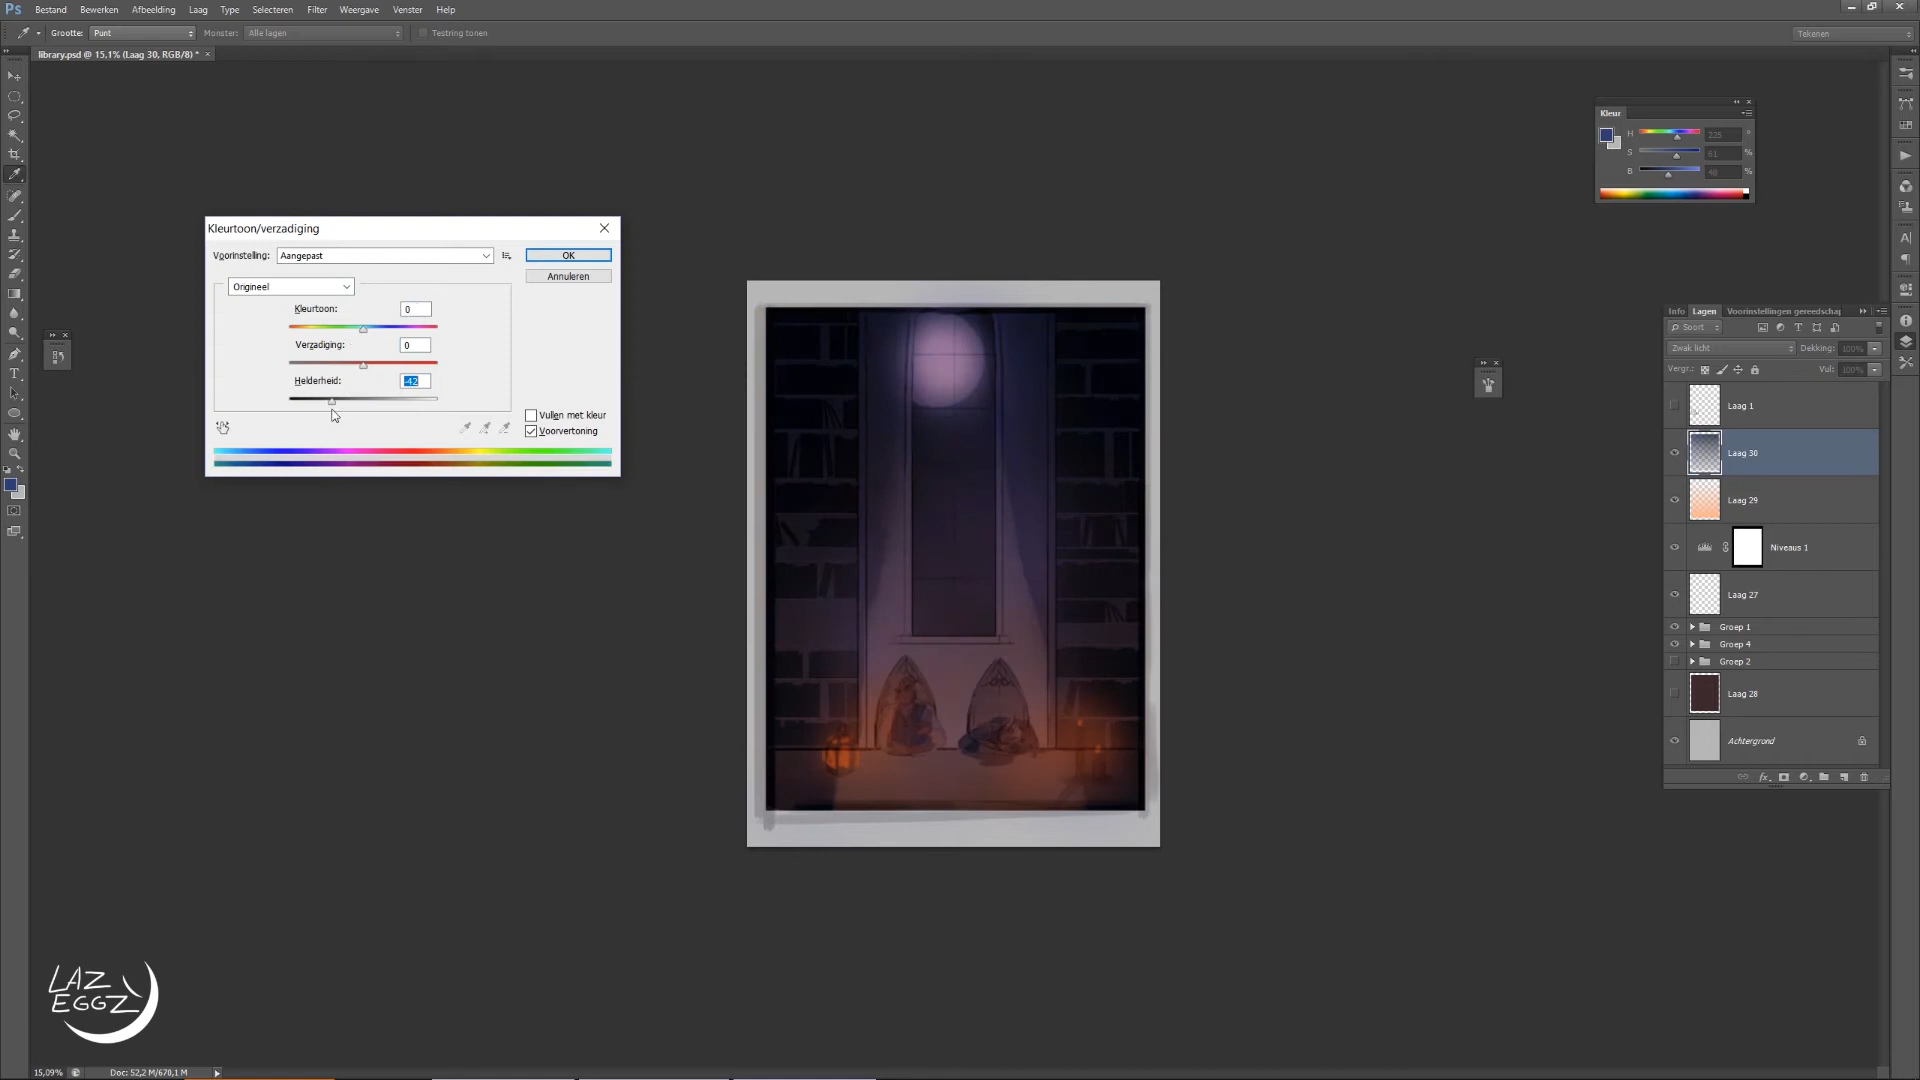 Ps Bestand Bewerken Afbeelding Laag Type Selecteren Filter Weergave Venster Help
Grootte: Punt Monster: Alle lagen Testring tonen Tekenen
library.psd @ 15,1% (Laag 30, RGB/8) * ×
Kleur
H 225 °
S 61 %
B %
Kleurtoon/verzadiging
Voorinstelling: Aangepast OK
Annuleren
Origineel
Kleurtoon: 0
Verzadiging: 0
Helderheid: -42
Vullen met kleur
Voorvertoning
Info Lagen Voorinstellingen gereedschap
Soort
Zwak licht Dekking: 100%
Vergr.: Vul: 100%
Laag 1
Laag 30
Laag 29
Niveaus 1
Laag 27
Groep 1
Groep 4
Groep 2
Laag 28
Achtergrond
fx
LAZ
EGGZ
15,09% Doc: 52,2 M/670,1 M